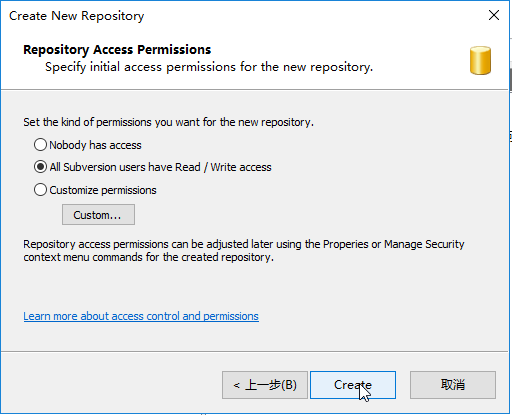 Create New Repository
Repository Access Permissions
Specify initial access permissions for the new repository.
Set the kind of permissions you want for the new repository.
Nobody has access
All Subversion users have Read / Write access
Customize permissions
Custom...
Repository access permissions can be adjusted later using the Properies or Manage Security
context menu commands for the created repository.
Learn more about access control and permissions
< 上一步(B)
Create
取消